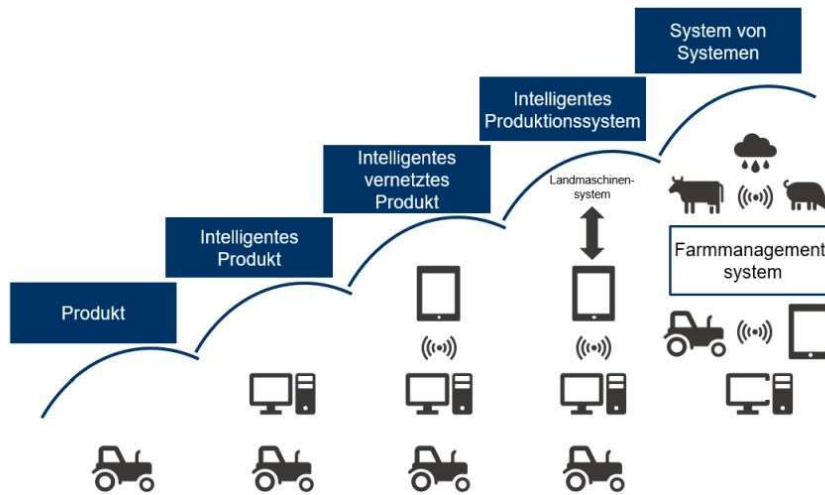 Produkt
Intelligentes
Produkt
Intelligentes
vernetztes
Produkt
Intelligentes
Produktionssystem
System von
Systemen
Landmaschinen-
system
Farmmanagement
system